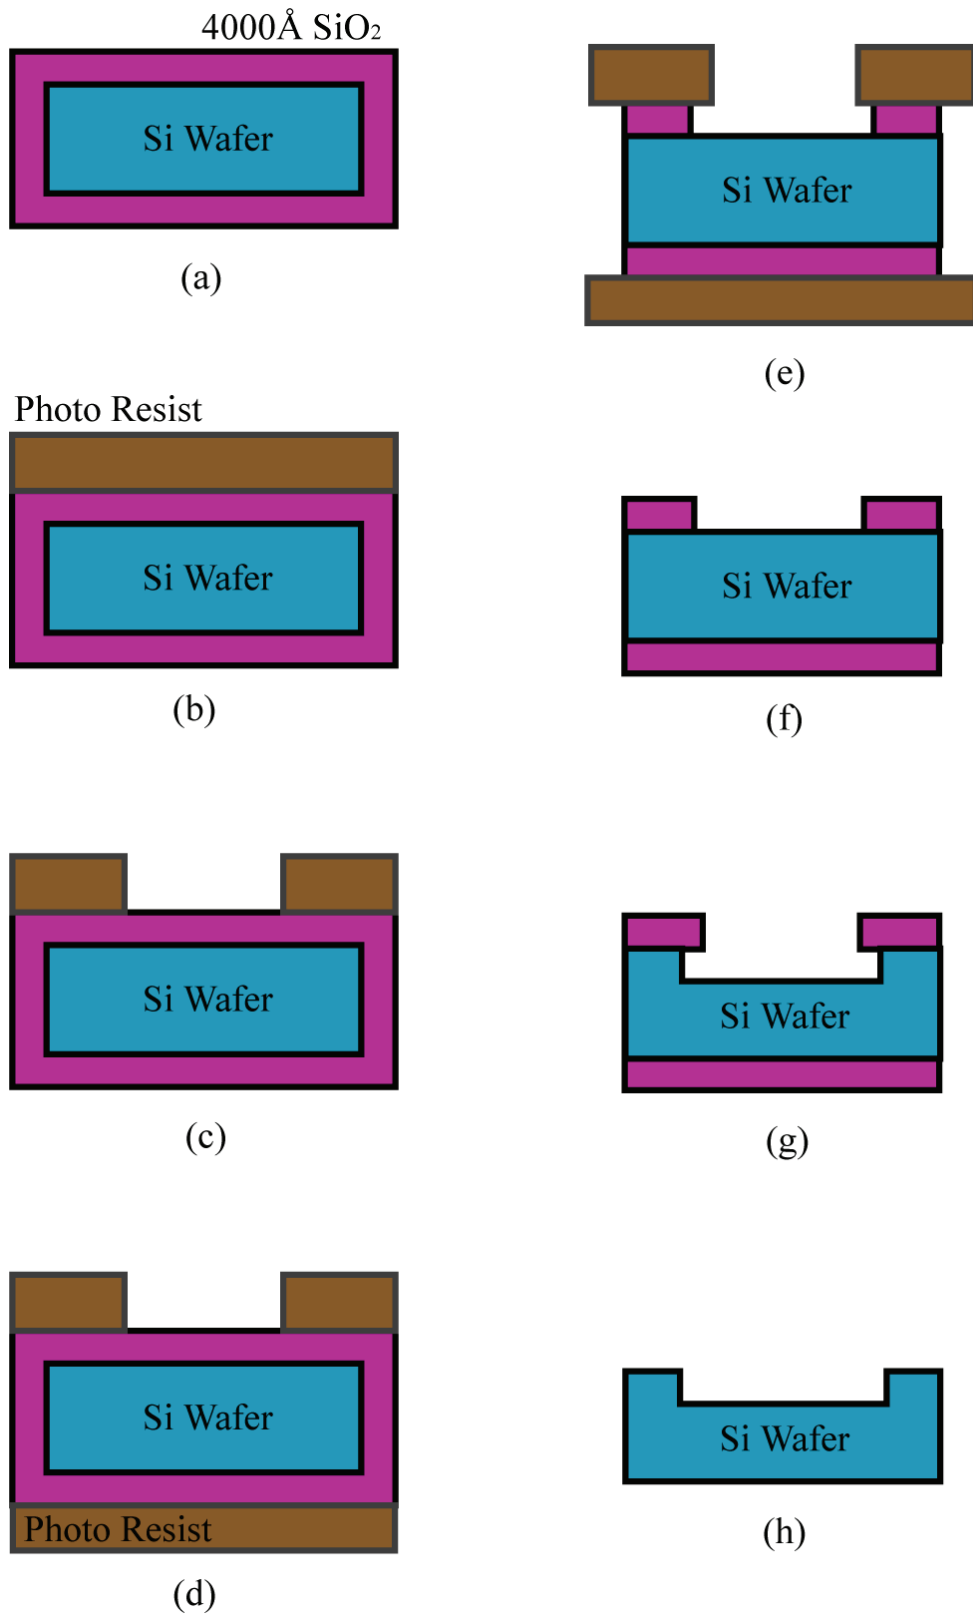 4000Å SiO₂
Si Wafer
(a)
Photo Resist
Si Wafer
(b)
Si Wafer
(c)
Si Wafer
Photo Resist
(d)
Si Wafer
(e)
Si Wafer
(f)
Si Wafer
(g)
Si Wafer
(h)